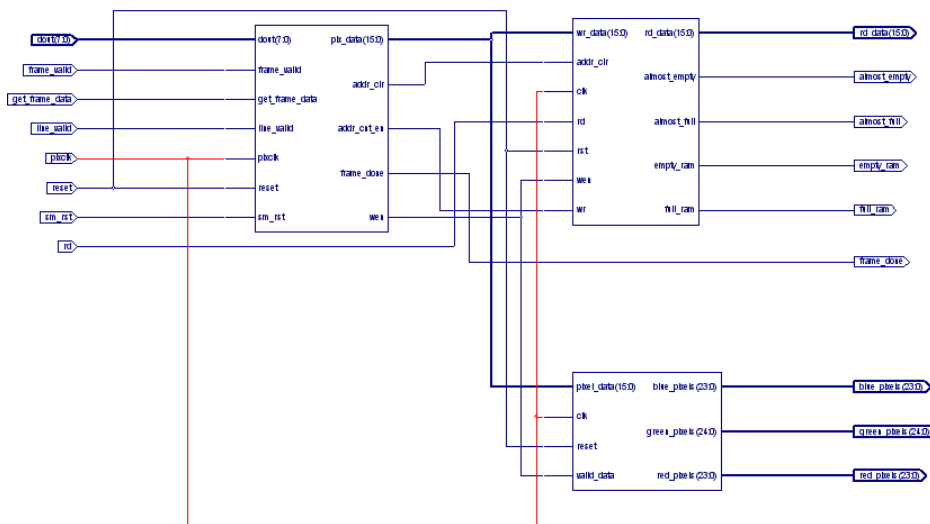 dout(7:0)
frame_valid
get_frame_data
line_valid
pixclk
reset
sm_rst
rd
dout(7:0)
frame_valid
get_frame_data
line_valid
pixclk
reset
sm_rst
pix_data(15:0)
addr_clr
addr_cnt_en
frame_done
wen
wr_data(15:0)
addr_clr
clk
rd
rst
wen
wr
rd_data(15:0)
almost_empty
almost_full
empty_ram
full_ram
rd_data(15:0)
almost_empty
almost_full
empty_ram
full_ram
frame_done
pixel_data(15:0)
clk
reset
valid_data
blue_pixels(23:0)
green_pixels(24:0)
red_pixels(23:0)
blue_pixels(23:0)
green_pixels(24:0)
red_pixels(23:0)